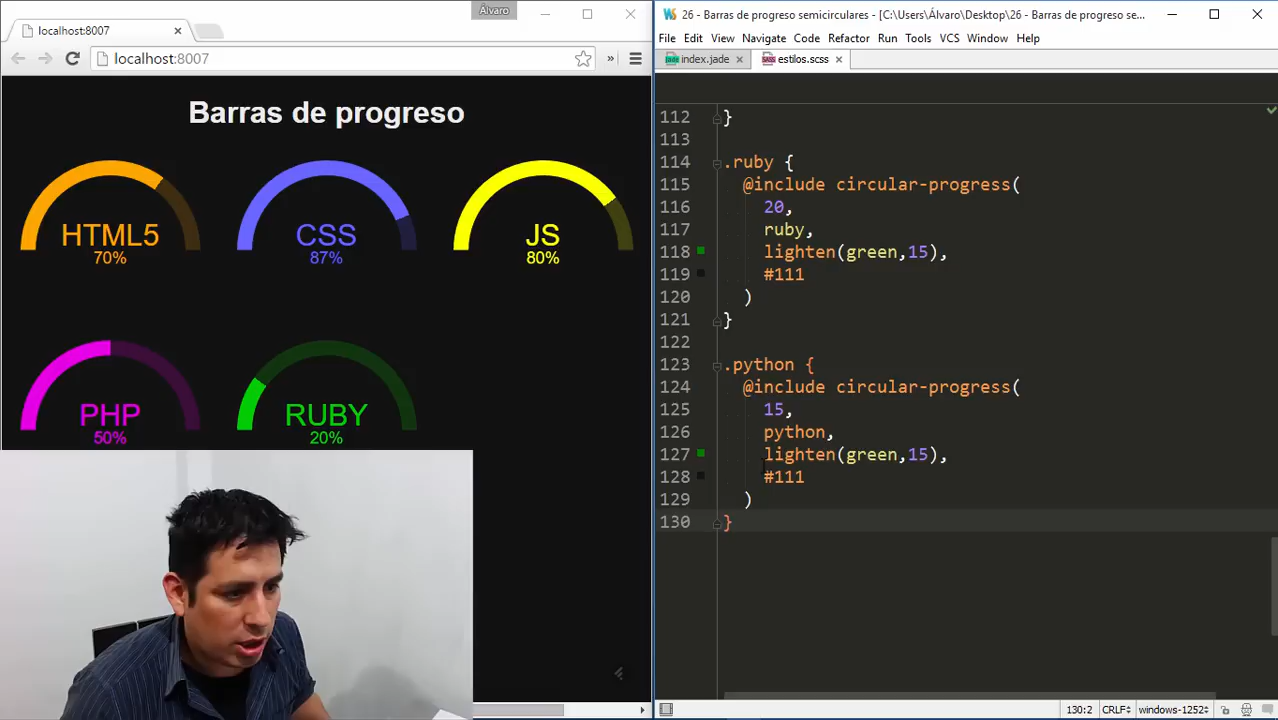 Álvaro
localhost:8007
localhost:8007
Barras de progreso
HTML5
70%
CSS
87%
JS
80%
PHP
50%
RUBY
20%
26 - Barras de progreso semicirculares - [C:\Users\Álvaro\Desktop\26 - Barras de progreso se...
File Edit View Navigate Code Refactor Run Tools VCS Window Help
index.jade
estilos.scss
112 }
113
114 .ruby {
115 @include circular-progress(
116 20,
117 ruby,
118 lighten(green,15),
119 #111
120 )
121 }
122
123 .python {
124 @include circular-progress(
125 15,
126 python,
127 lighten(green,15),
128 #111
129 )
130 }
130:2 CRLF÷ windows-1252÷